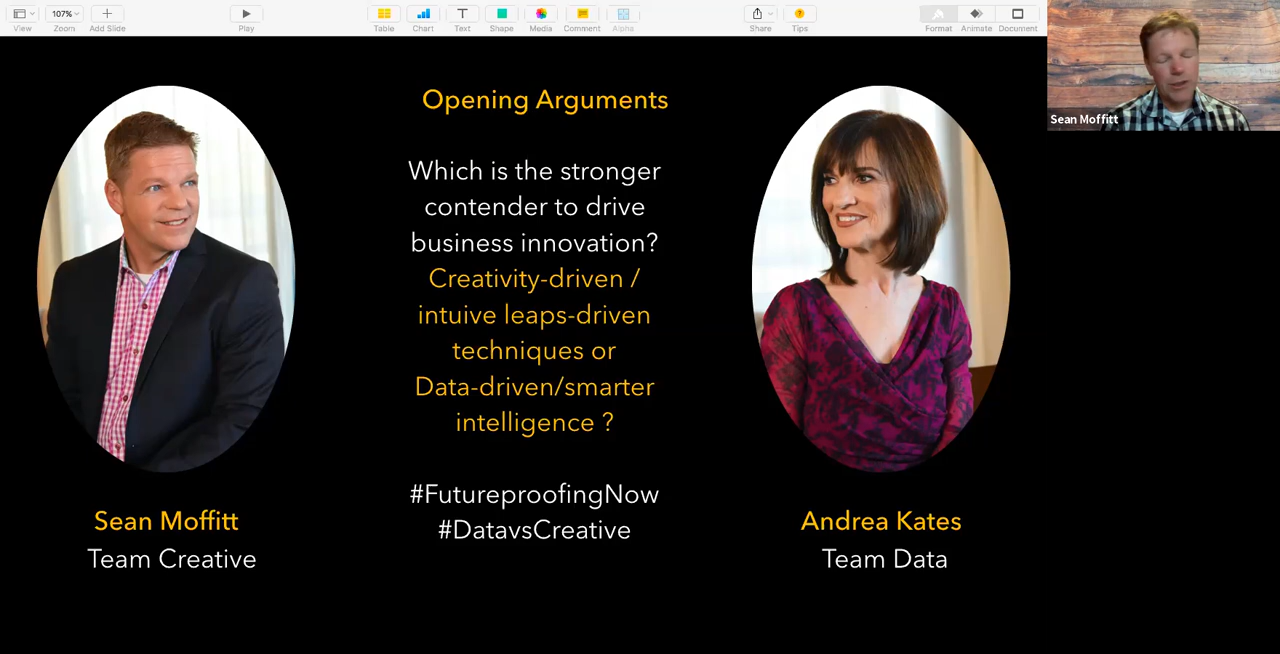 View
107%
Zoom
Add Slide
Play
Table
Chart
Text
Shape
Media
Comment
Alpha
Share
Tips
Format
Animate
Document
Sean Moffitt
Opening Arguments
Which is the stronger
contender to drive
business innovation?
Creativity-driven /
intuive leaps-driven
techniques or
Data-driven/smarter
intelligence ?
#FutureproofingNow
#DatavsCreative
Sean Moffitt
Team Creative
Andrea Kates
Team Data